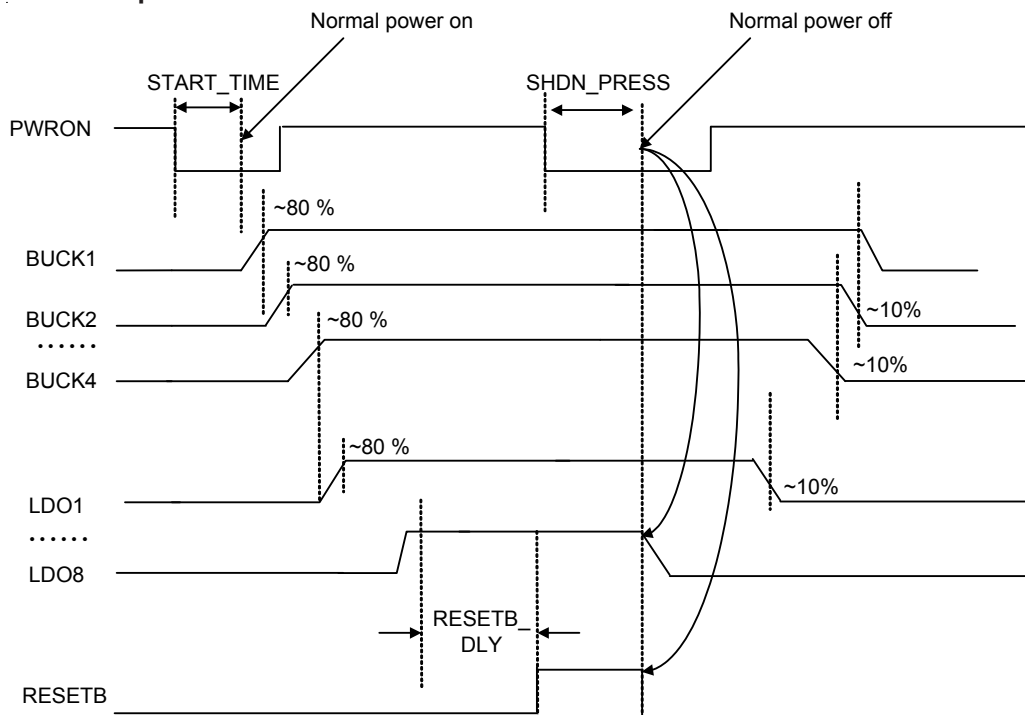 Normal power on
Normal power off
START_TIME
SHDN_PRESS
PWRON
~80 %
BUCK1
~80 %
BUCK2
~10%
......
~80 %
BUCK4
~10%
~80 %
LDO1
~10%
......
LDO8
RESETB_
DLY
RESETB